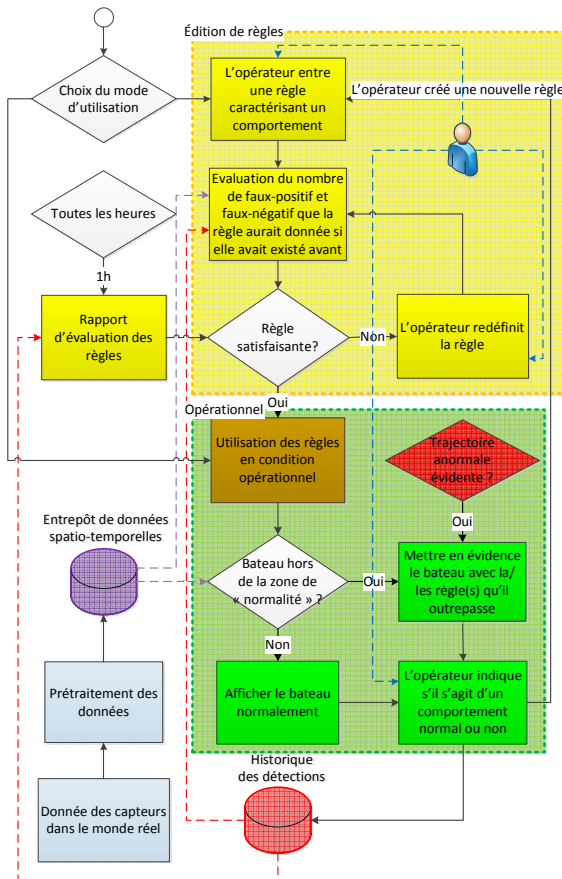 Édition de règles
Choix du mode
d'utilisation
L'opérateur entre
une règle
caractérisant un
comportement
L'opérateur créé une nouvelle règle
Toutes les heures
Evaluation du nombre
de faux-positif et
faux-négatif que la
règle aurait donnée si
elle avait existé avant
1h
Rapport
d'évaluation des
règles
Règle
satisfaisante?
Non
L'opérateur redéfinit
la règle
Oui
Opérationnel
Utilisation des règles
en condition
opérationnel
Trajectoire
anormale
évidente ?
Oui
Entrepôt de données
spatio-temporelles
Bateau hors
de la zone de
« normalité » ?
Oui
Mettre en évidence
le bateau avec la/
les règle(s) qu'il
outrepasse
Non
Prétraitement des
données
Afficher le bateau
normalement
L'opérateur indique
s'il s'agit d'un
comportement
normal ou non
Historique
des détections
Donnée des capteurs
dans le monde réel